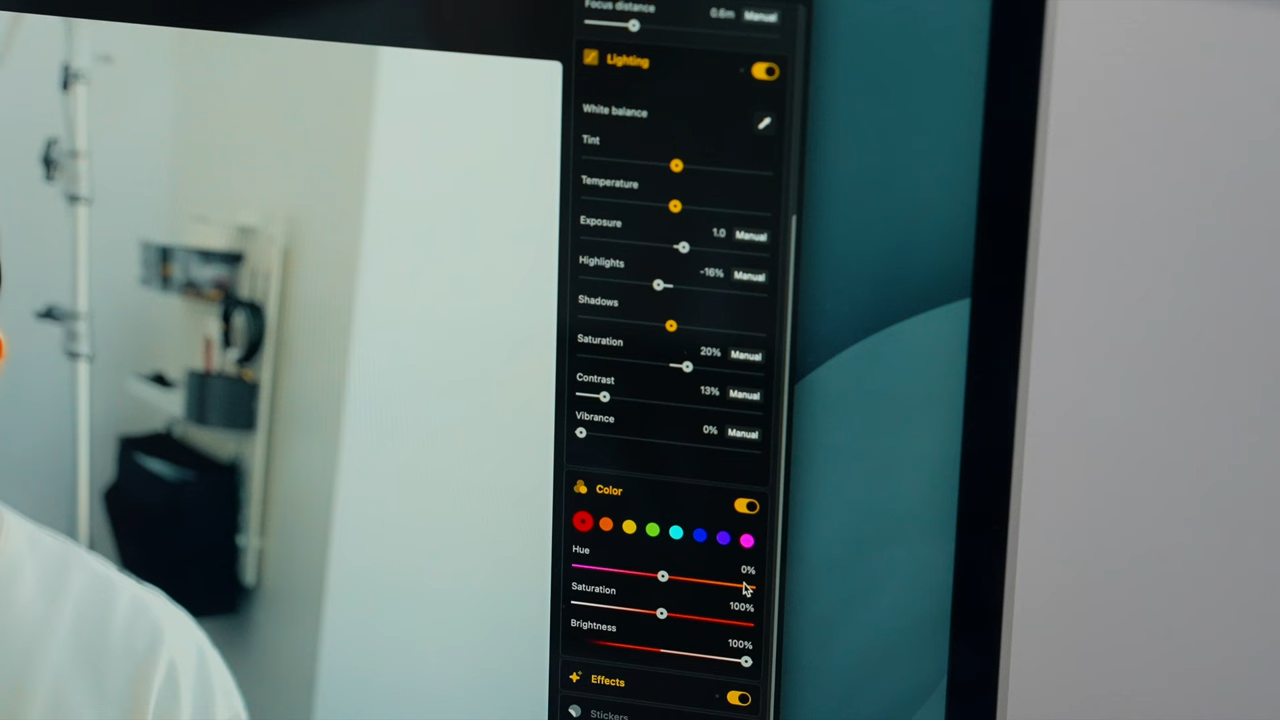 Focus distance 0.6m Manual
Lighting
White balance
Tint
Temperature
Exposure 1.0 Manual
Highlights -16% Manual
Shadows
Saturation 20% Manual
Contrast 13% Manual
Vibrance 0% Manual
Color
Hue 0%
Saturation 100%
Brightness 100%
Effects
Stickers